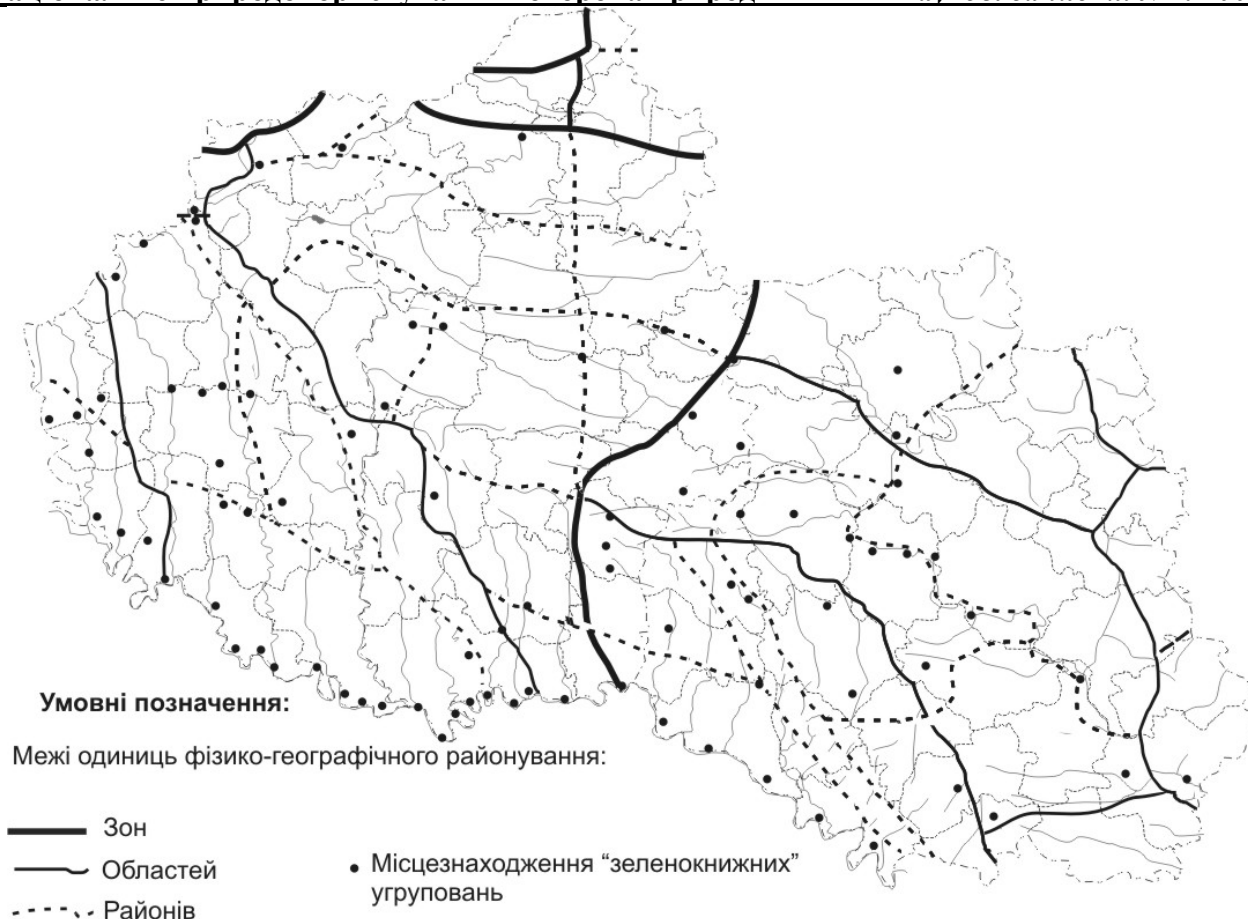 Умовні позначення:
Межі одиниць фізико-географічного районування:
Зон
Областей
Районів
Місцезнаходження “зеленокнижних”
угруповань